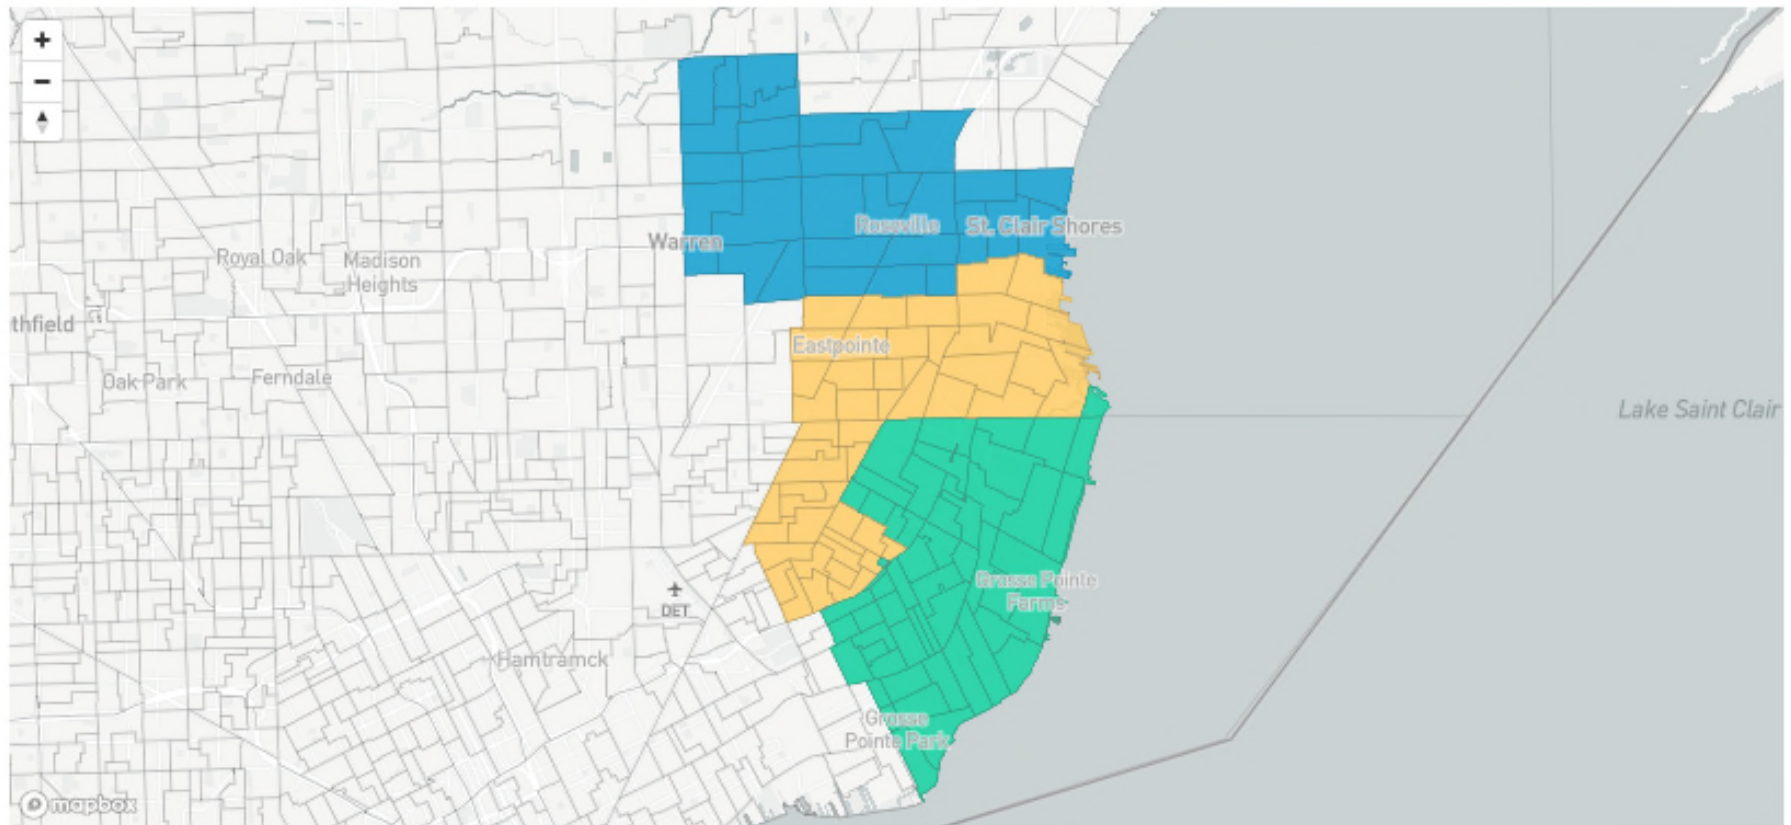 Roseville
St. Clair Shores
Warren
Royal Oak
Madison
Heights
thfield
Eastpointe
Oak Park
Ferndale
Lake Saint Clair
Grosse Pointe
Farms
DET
Hamtramck
Grosse
Pointe Park
mapbox